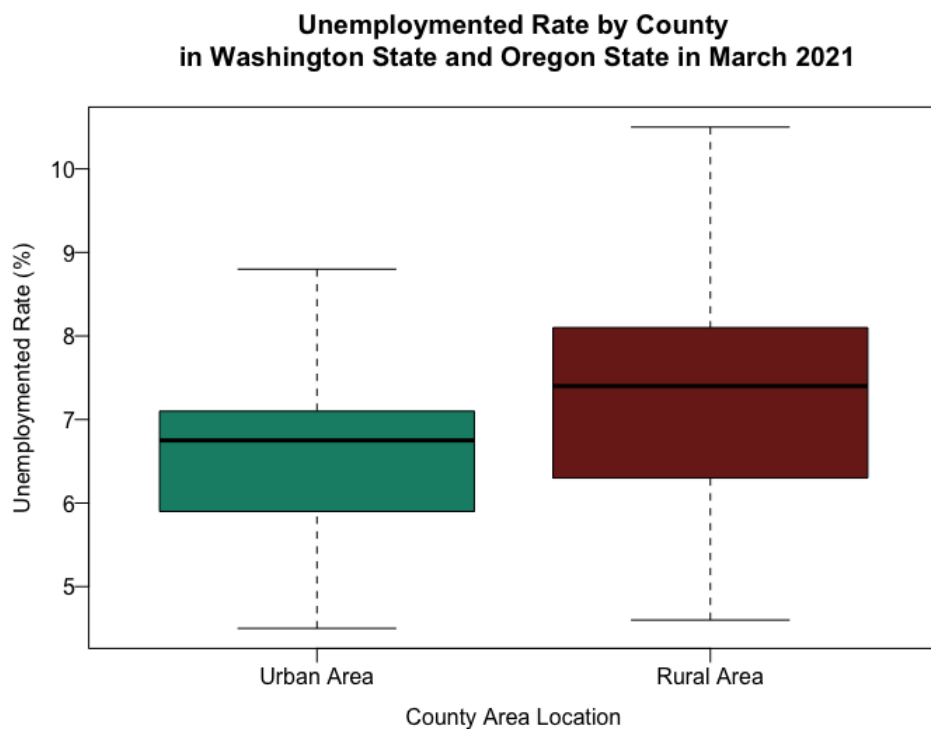 Unemploymented Rate by County
in Washington State and Oregon State in March 2021
Unemploymented Rate (%)
10
9
8
7
6
5
Urban Area
Rural Area
County Area Location